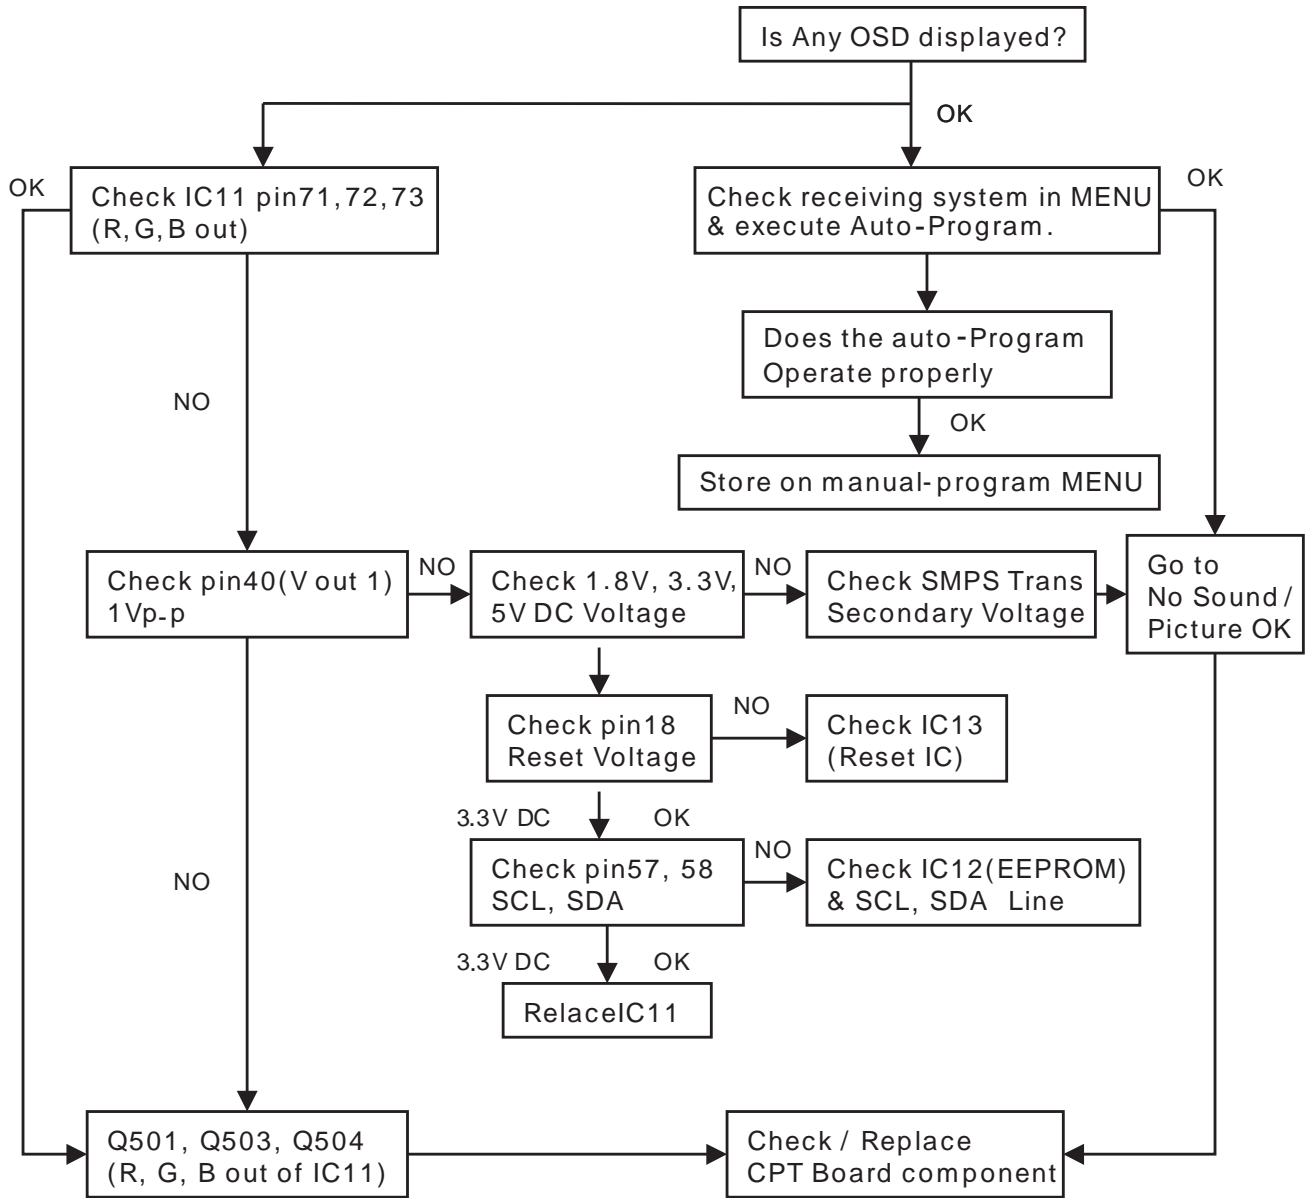 Is Any OSD displayed?
OK
OK
Check IC11 pin71,72,73
(R,G,B out)
Check receiving system in MENU
& execute Auto-Program.
OK
Does the auto-Program
Operate properly
NO
OK
Store on manual-program MENU
Check pin40(V out 1)
1Vp-p
NO
Check 1.8V, 3.3V,
5V DC Voltage
NO
Check SMPS Trans
Secondary Voltage
Go to
No Sound /
Picture OK
Check pin18
Reset Voltage
NO
Check IC13
(Reset IC)
3.3V DC
OK
NO
Check pin57, 58
SCL, SDA
NO
Check IC12(EEPROM)
& SCL, SDA Line
3.3V DC
OK
RelaceIC11
Q501, Q503, Q504
(R, G, B out of IC11)
Check / Replace
CPT Board component